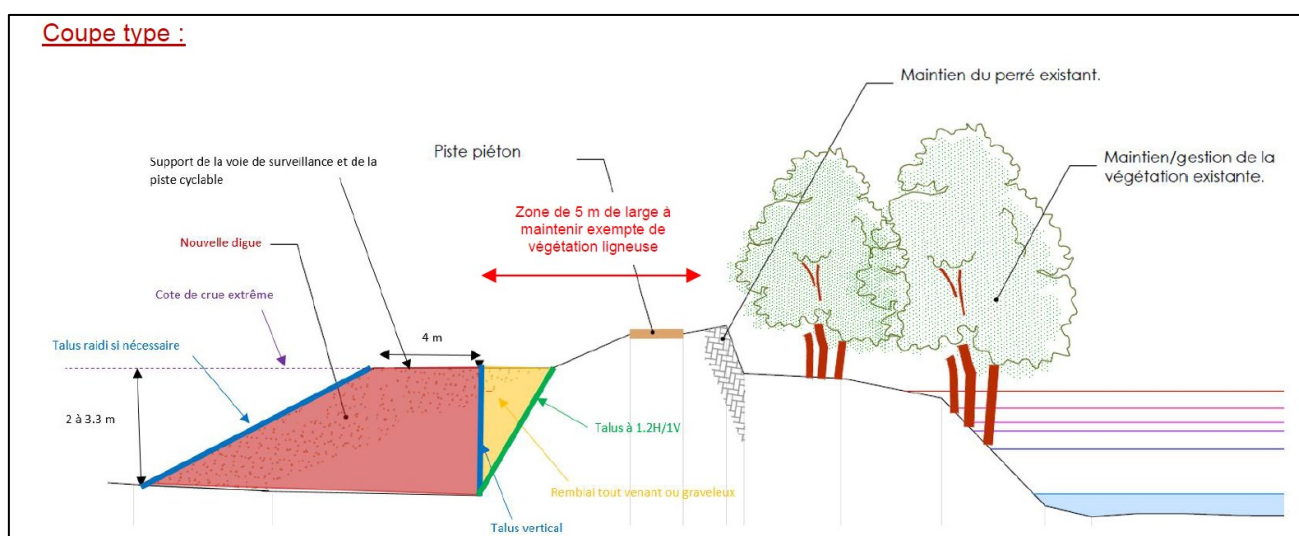 Coupe type :
Maintien du perré existant.
Support de la voie de surveillance et de la
piste cyclable
Piste piéton
Maintien/gestion de la
végétation existante.
Zone de 5 m de large à
maintenir exempte de
végétation ligneuse
Nouvelle digue
Cote de crue extrême
4 m
Talus raidi si nécessaire
2 à 3.3 m
Talus à 1.2H/1V
Remblai tout venant ou graveleux
Talus vertical